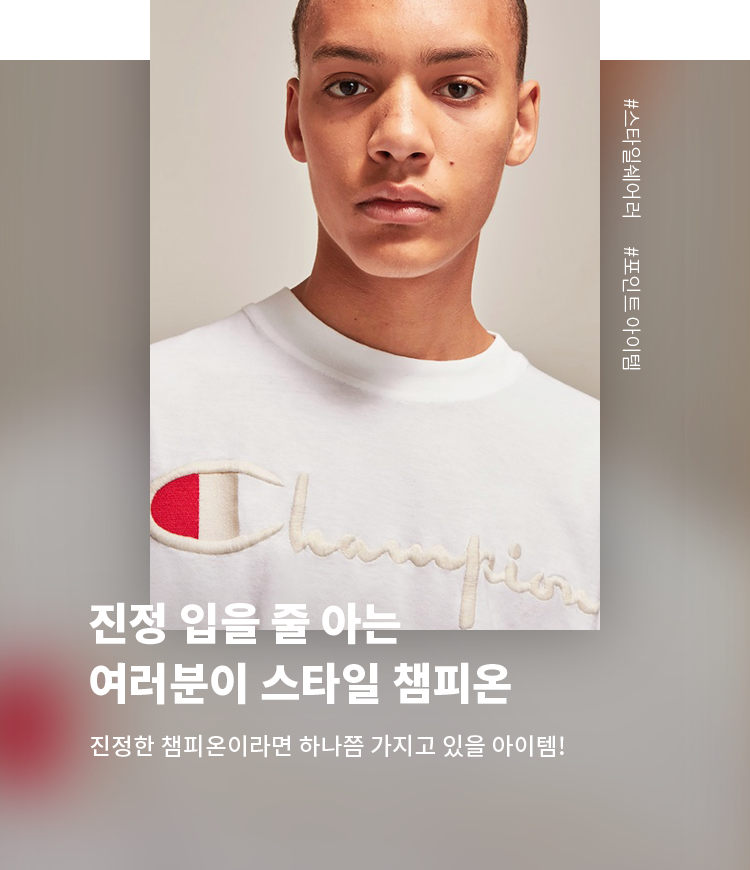 #스타일쉐어러 #포인트 아이템
Champion
진정 입을 줄 아는
여러분이 스타일 챔피온
진정한 챔피온이라면 하나쯤 가지고 있을 아이템!